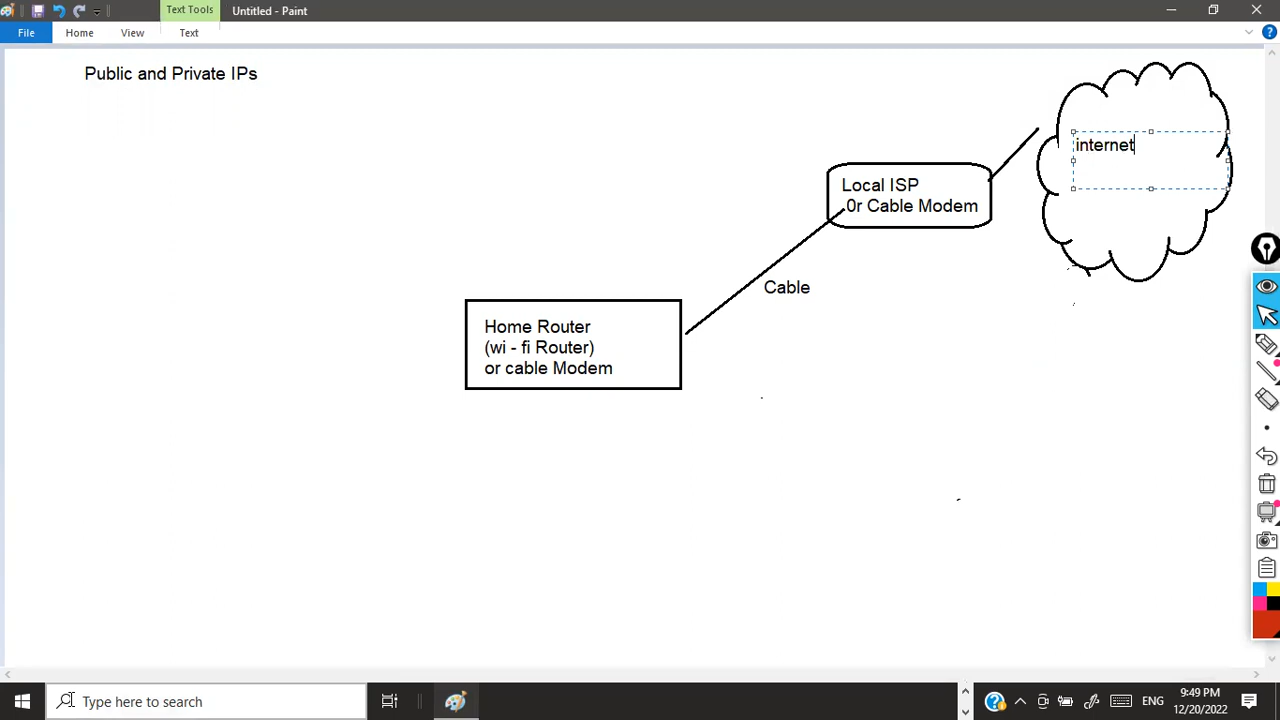 Text Tools
Untitled - Paint
File
Home
View
Text
Public and Private IPs
internet
Local ISP
0r Cable Modem
Cable
Home Router
(wi - fi Router)
or cable Modem
Type here to search
ENG
9:49 PM
12/20/2022